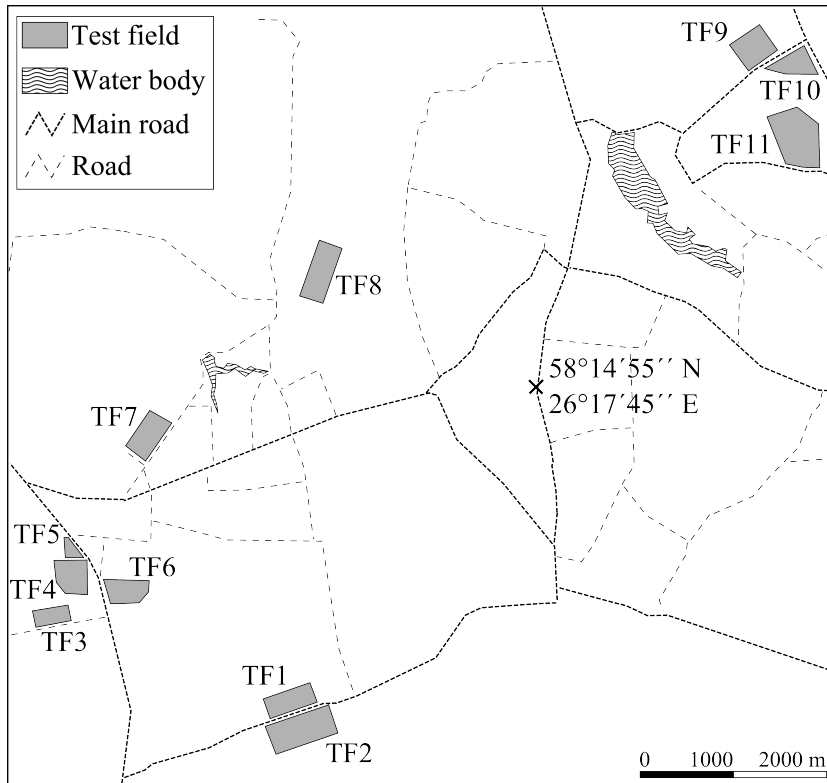 Test field
Water body
Main road
Road
TF9
TF10
TF11
TF8
58°14´55´´ N
26°17´45´´ E
TF7
TF5
TF6
TF4
TF3
TF1
TF2
0 1000 2000 m